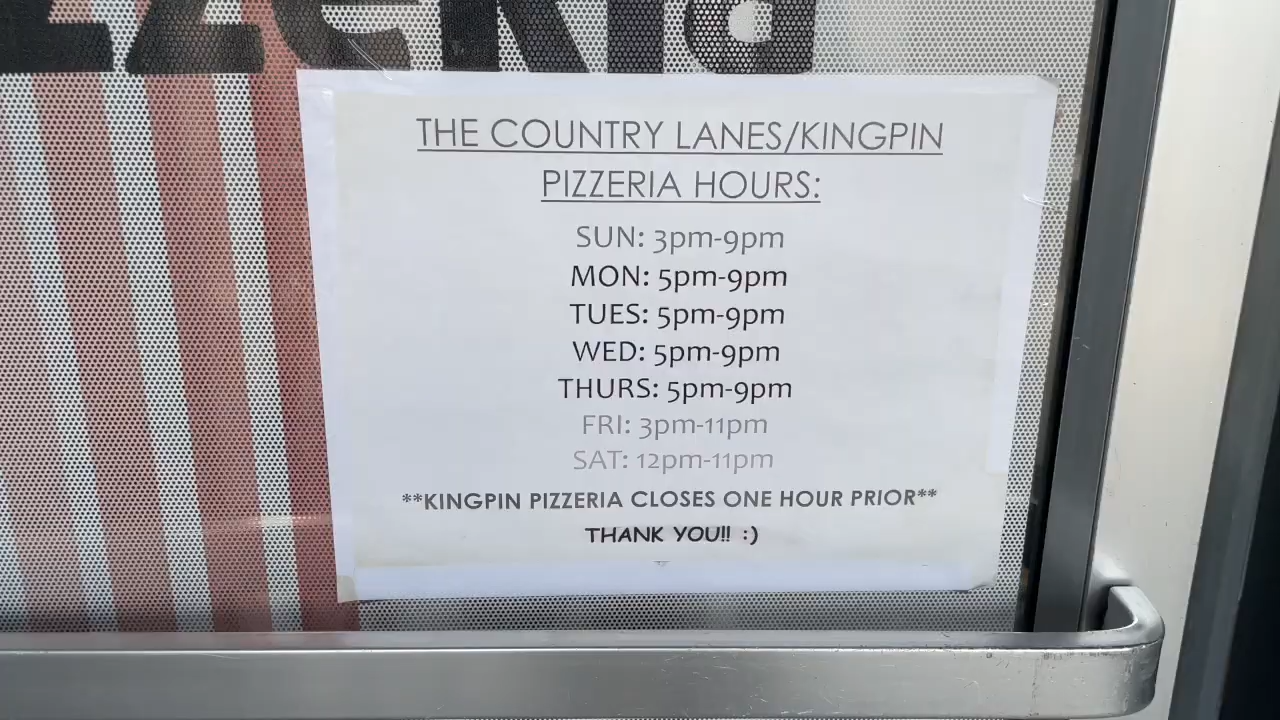 zzeria
THE COUNTRY LANES/KINGPIN
PIZZERIA HOURS:
SUN: 3pm-9pm
MON: 5pm-9pm
TUES: 5pm-9pm
WED: 5pm-9pm
THURS: 5pm-9pm
FRI: 3pm-11pm
SAT: 12pm-11pm
**KINGPIN PIZZERIA CLOSES ONE HOUR PRIOR**
THANK YOU!! :)